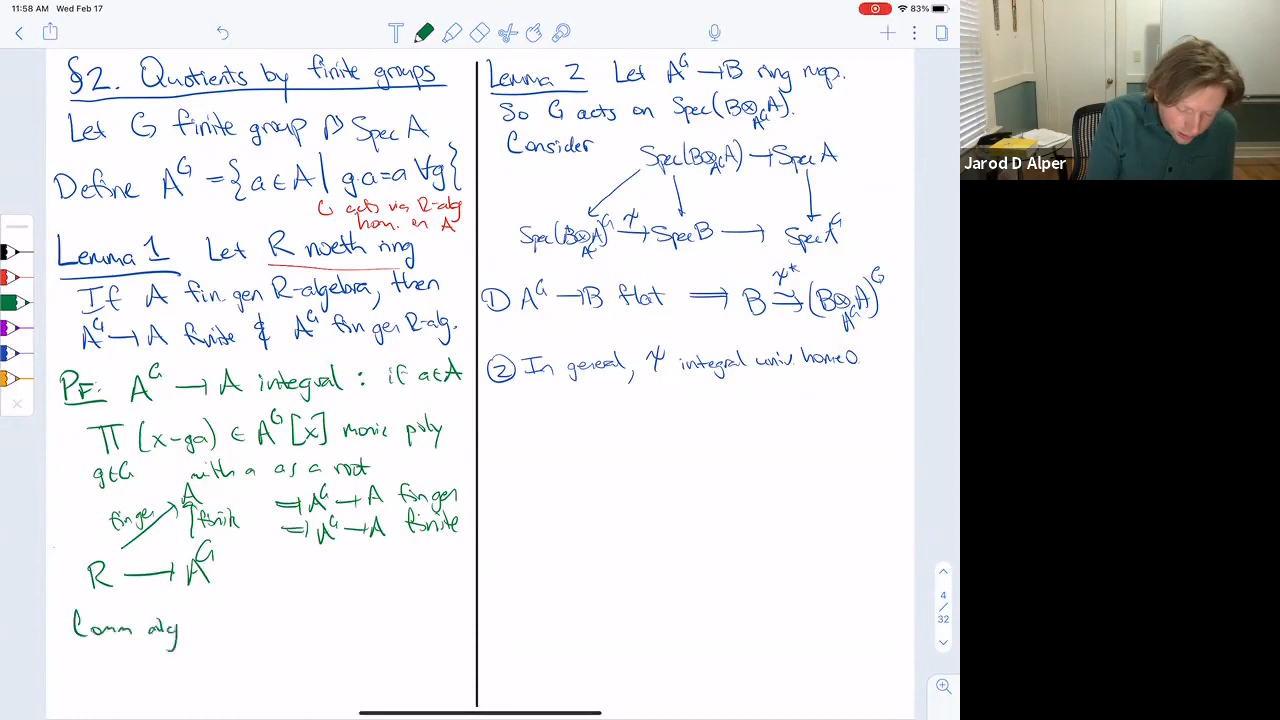 11:58 AM Wed Feb 17
83%
§2. Quotients by finite groups
Let G finite group ↷ Spec A
Define A^G = {a ∈ A | g·a = a ∀g}
G acts via R-alg
hom. on A
Lemma 1 Let R noeth ring
If A fin. gen R-algebra, then
A^G → A finite & A^G fin gen R-alg.
Pf: A^G → A integral : if a ∈ A
∏ (x-ga) ∈ A^G[x] monic poly
g∈G with a as a root
A
fin gen finite ⇒ A^G → A fin gen
⇒ A^G → A finite
R → A^G
Comm alg
Lemma 2 Let A^G → B ring map.
So G acts on Spec(B⊗_{A^G} A).
Consider
Spec(B⊗_{A^G} A) → Spec A
Spec(B⊗_{A^G} A)^G →^ψ Spec B → Spec A^G
① A^G → B flat ⇒ B →^{ψ*} (B⊗_{A^G} A)^G
② In general, ψ integral univ. homeo
4
/
32
Jarod D Alper